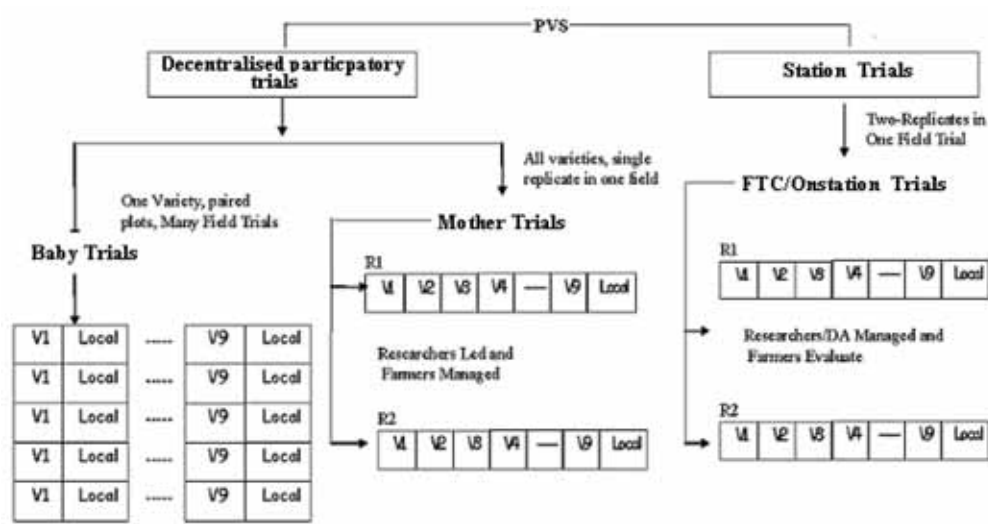 PVS
Decentralised particpatory
trials
Station Trials
Two-Replicates in
One Field Trial
All varieties, single
replicate in one field
FTC/Onstation Trials
One Variety, paired
plots, Many Field Trials
Mother Trials
Baby Trials
R1
V1 V2 V3 V4 — V9 Local
R1
V1 V2 V3 V4 — V9 Local
V1 Local ..... V9 Local
V1 Local ..... V9 Local
V1 Local ..... V9 Local
V1 Local ..... V9 Local
V1 Local ..... V9 Local
Researchers Led and
Farmers Managed
Researchers/DA Managed and
Farmers Evaluate
R2
V1 V2 V3 V4 — V9 Local
R2
V1 V2 V3 V4 — V9 Local